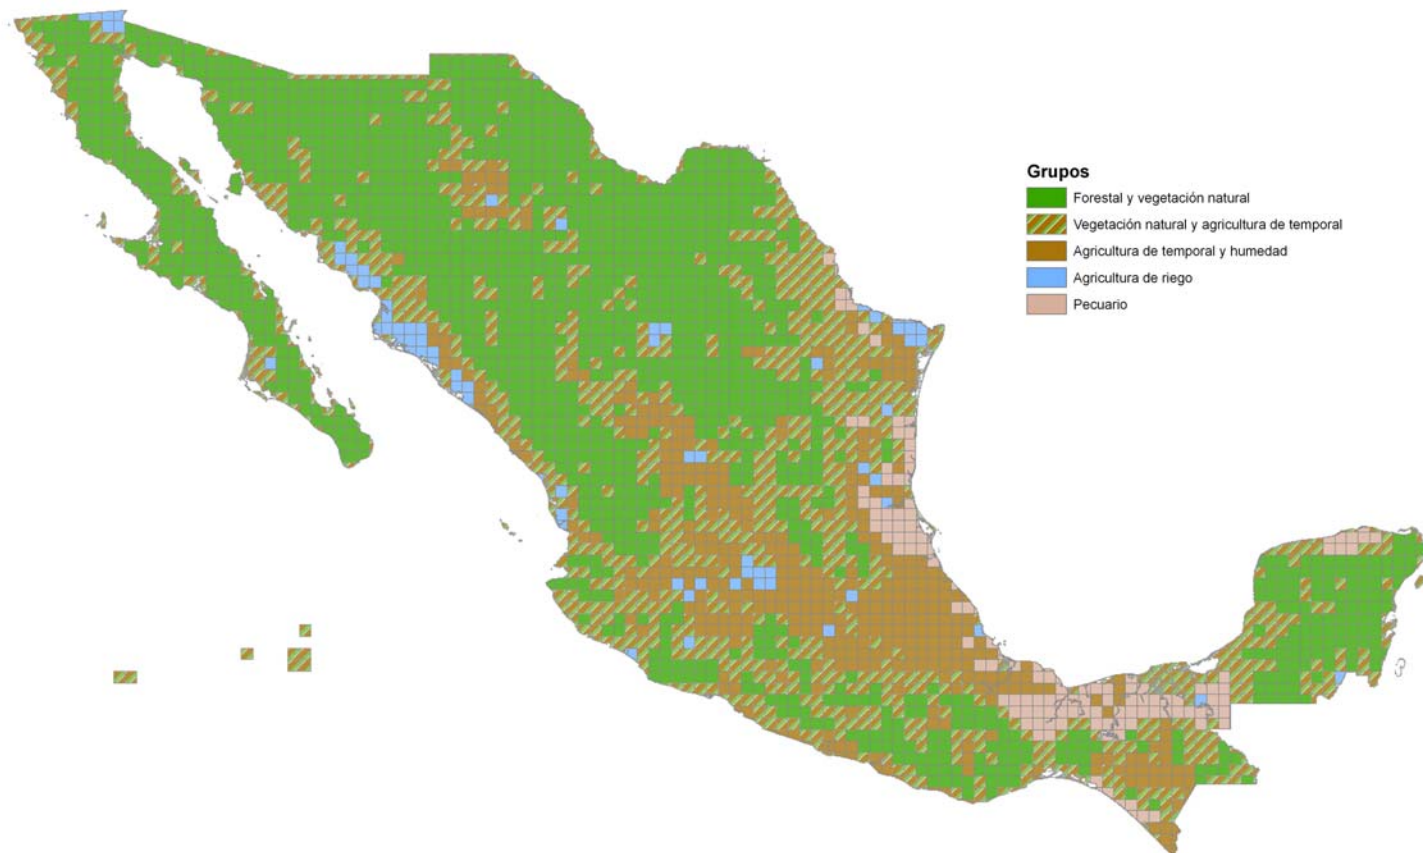 Grupos
Forestal y vegetación natural
Vegetación natural y agricultura de temporal
Agricultura de temporal y humedad
Agricultura de riego
Pecuario